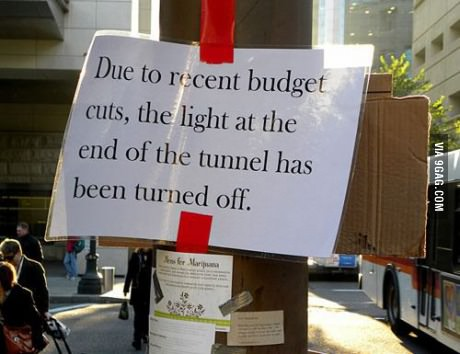 Due to recent budget
cuts, the light at the
end of the tunnel has
been turned off.
VIA 9GAG.COM
for Marijuana